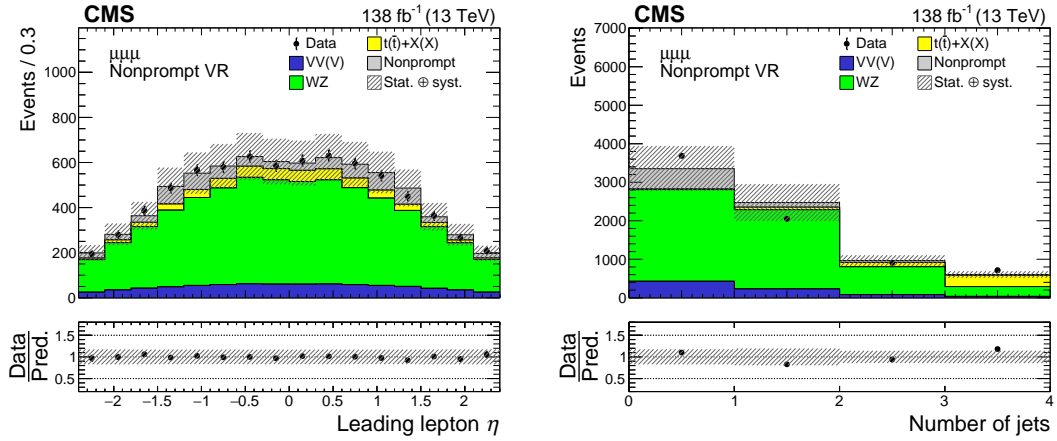 CMS 138 fb⁻¹ (13 TeV)
Events / 0.3
1000
800
600
400
200
0
μμμ
Nonprompt VR
Data
t(t̄)+X(X)
VV(V)
Nonprompt
WZ
Stat. ⊕ syst.
Data
Pred.
1.5
1
0.5
−2 −1.5 −1 −0.5 0 0.5 1 1.5 2
Leading lepton η
CMS 138 fb⁻¹ (13 TeV)
Events
7000
6000
5000
4000
3000
2000
1000
0
μμμ
Nonprompt VR
Data
t(t̄)+X(X)
VV(V)
Nonprompt
WZ
Stat. ⊕ syst.
Data
Pred.
1.5
1
0.5
0 1 2 3 4
Number of jets